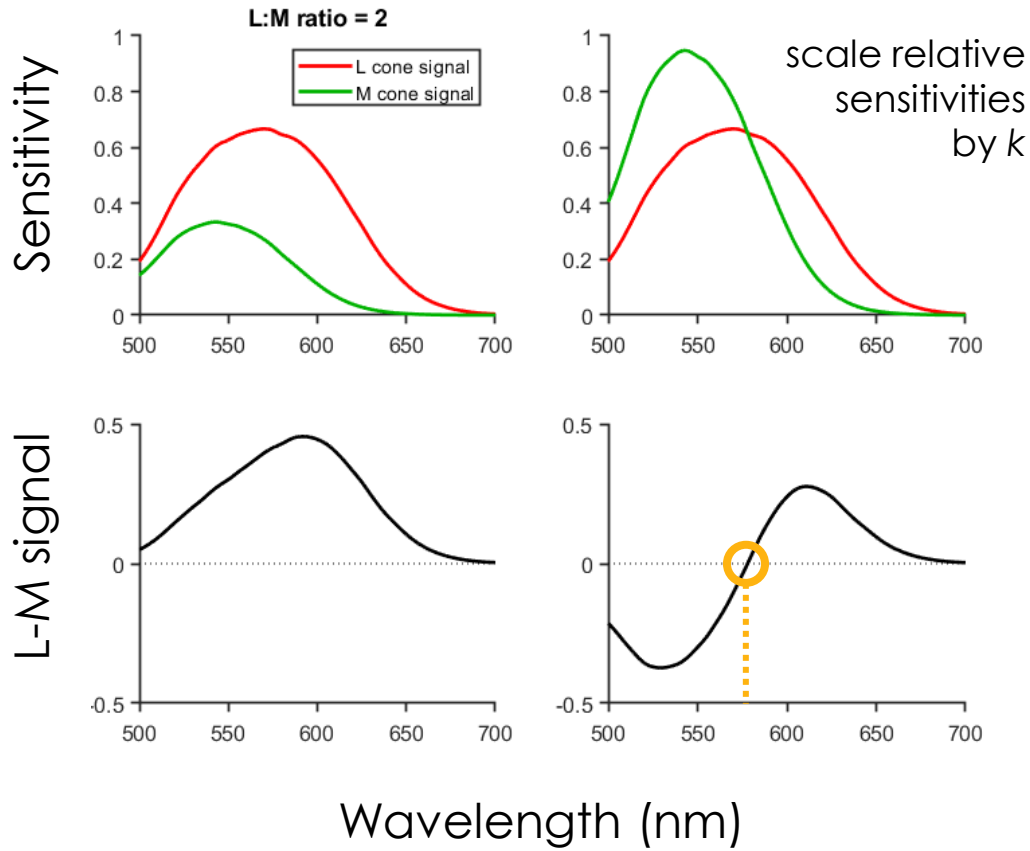 L:M ratio = 2
Sensitivity
1
0.8
0.6
0.4
0.2
0
L cone signal
M cone signal
500 550 600 650 700
1
0.8
0.6
0.4
0.2
0
scale relative
sensitivities
by k
500 550 600 650 700
L-M signal
0.5
0
-0.5
500 550 600 650 700
0.5
0
-0.5
500 550 600 650 700
Wavelength (nm)